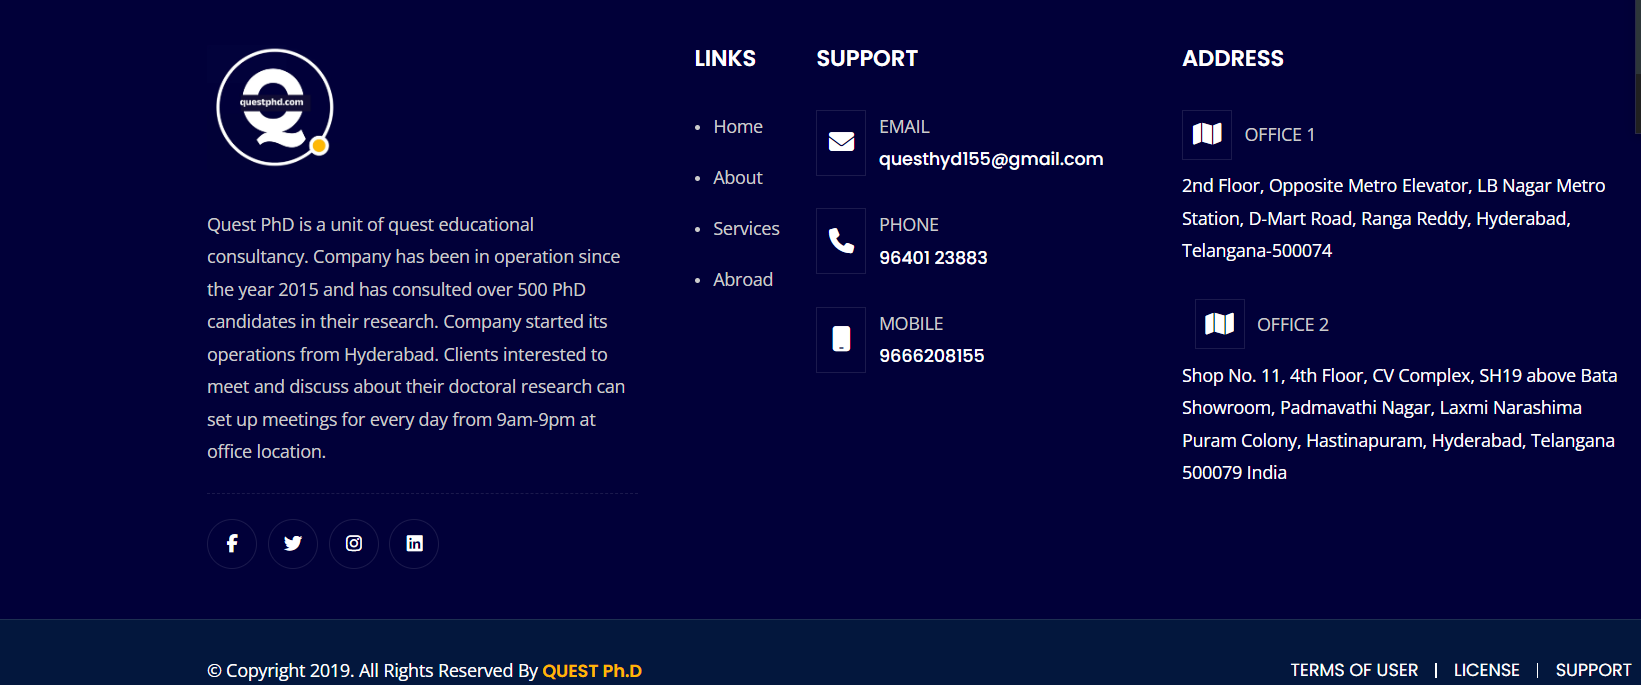 questphd.com
Quest PhD is a unit of quest educational
consultancy. Company has been in operation since
the year 2015 and has consulted over 500 PhD
candidates in their research. Company started its
operations from Hyderabad. Clients interested to
meet and discuss about their doctoral research can
set up meetings for every day from 9am-9pm at
office location.
LINKS
Home
About
Services
Abroad
SUPPORT
EMAIL
questhyd155@gmail.com
PHONE
96401 23883
MOBILE
9666208155
ADDRESS
OFFICE 1
2nd Floor, Opposite Metro Elevator, LB Nagar Metro
Station, D-Mart Road, Ranga Reddy, Hyderabad,
Telangana-500074
OFFICE 2
Shop No. 11, 4th Floor, CV Complex, SH19 above Bata
Showroom, Padmavathi Nagar, Laxmi Narashima
Puram Colony, Hastinapuram, Hyderabad, Telangana
500079 India
© Copyright 2019. All Rights Reserved By QUEST Ph.D
TERMS OF USER | LICENSE | SUPPORT